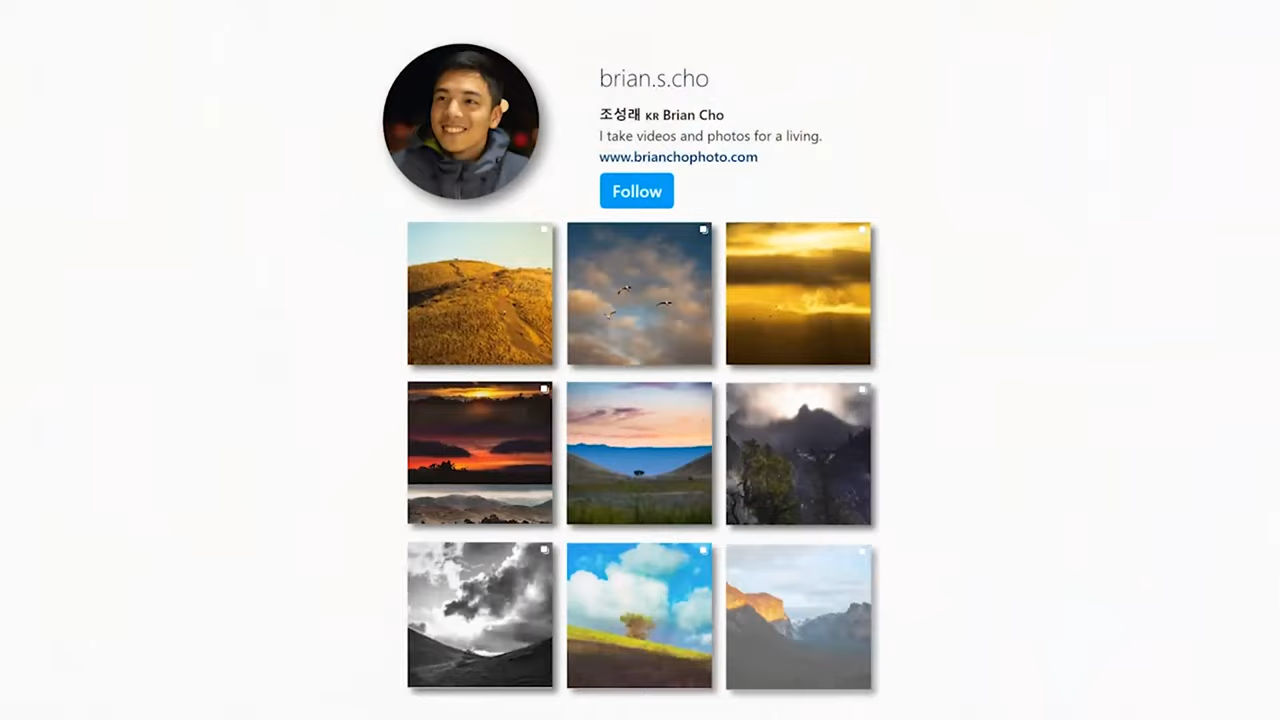 brian.s.cho
조성래 KR Brian Cho
I take videos and photos for a living.
www.brianchophoto.com
Follow